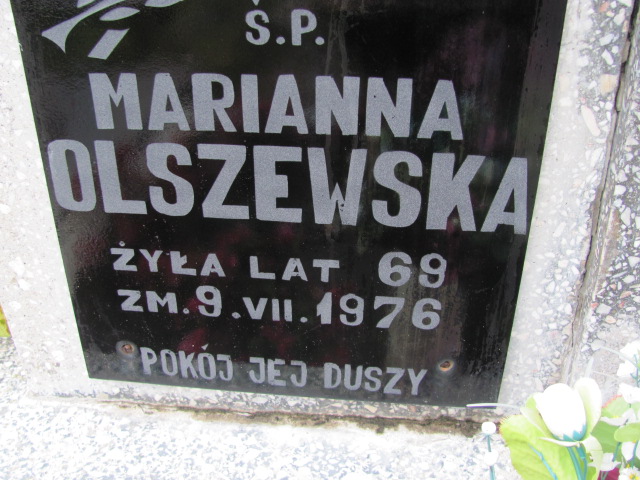 Ś.P.
MARIANNA
OLSZEWSKA
ŻYŁA LAT 69
ZM. 9.VII.1976
POKÓJ JEJ DUSZY